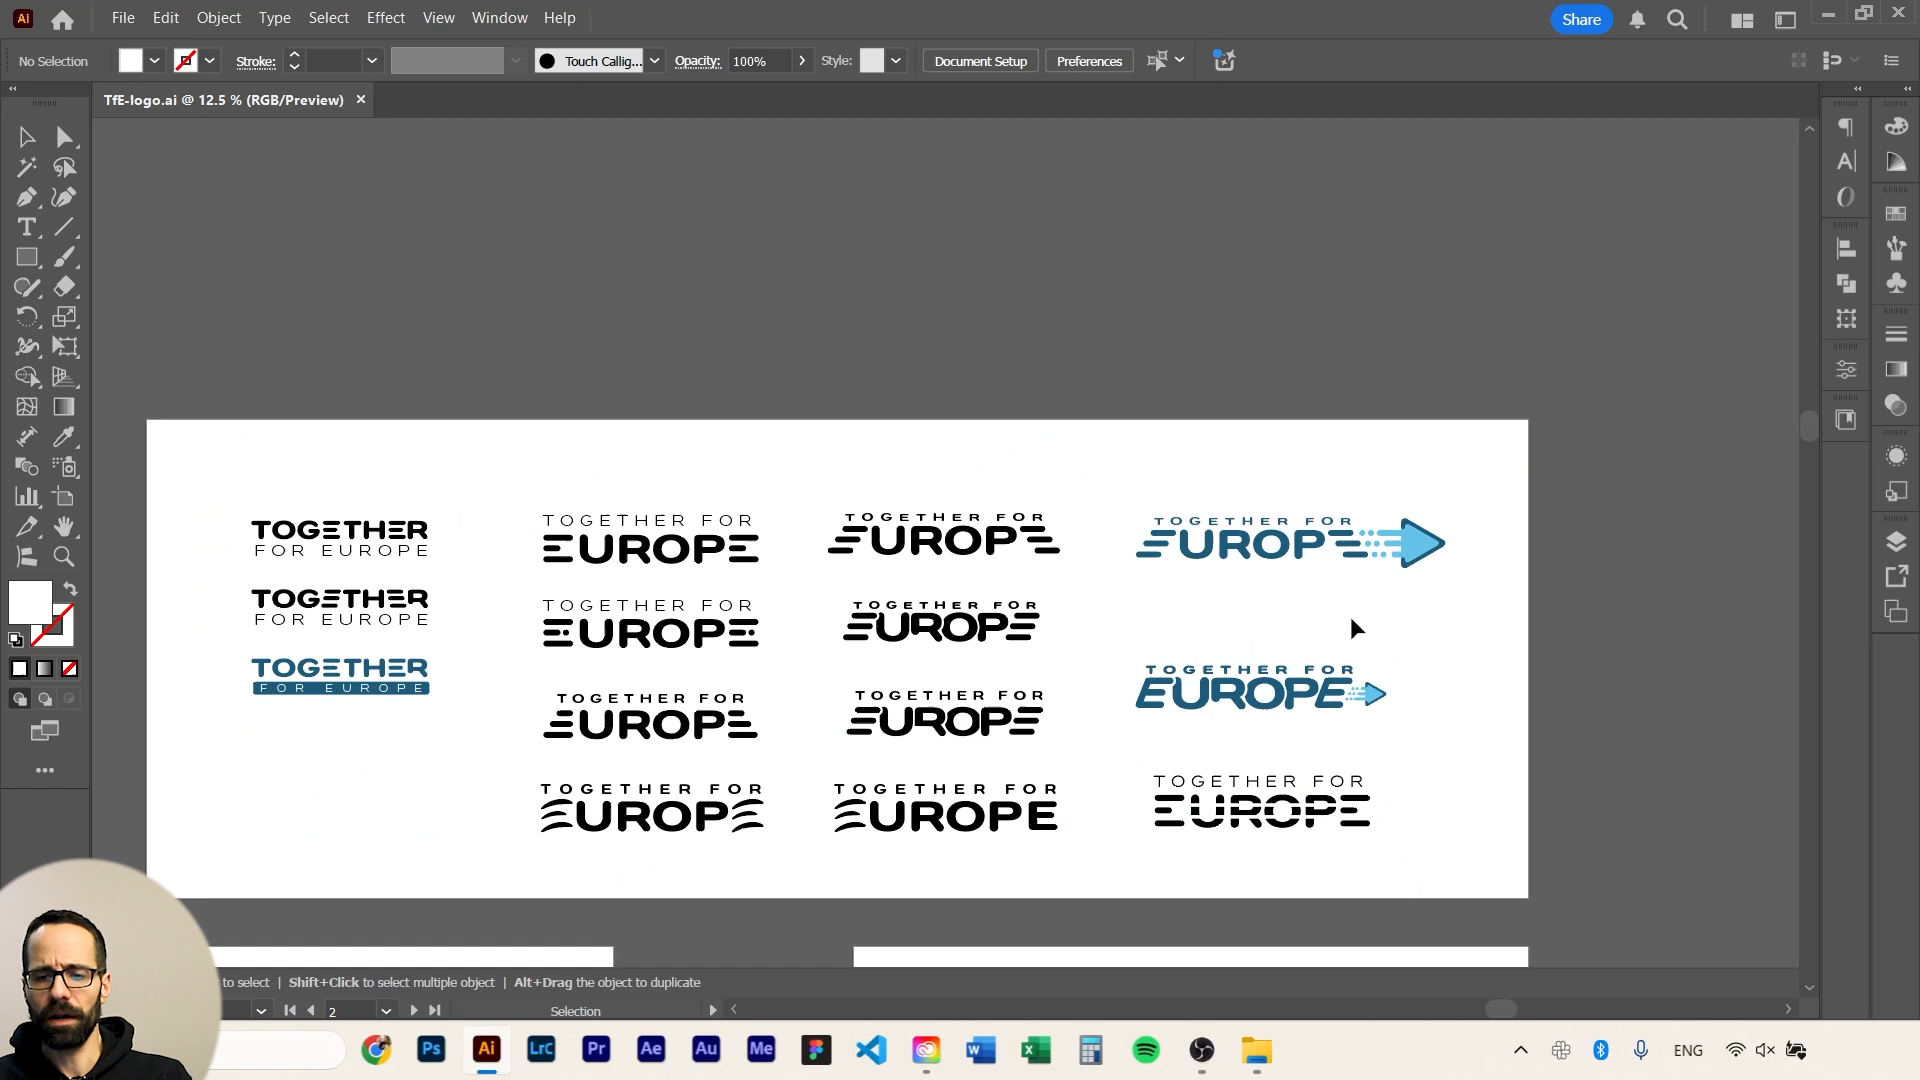 Ai File Edit Object Type Select Effect View Window Help Share
No Selection Stroke: Touch Callig... Opacity: 100% Style: Document Setup Preferences
TfE-logo.ai @ 12.5 % (RGB/Preview)
TOGETHER
FOR EUROPE
TOGETHER
FOR EUROPE
TOGETHER
FOR EUROPE
TOGETHER FOR
EUROPE
TOGETHER FOR
EUROPE
TOGETHER FOR
EUROPE
TOGETHER FOR
EUROPE
TOGETHER FOR
EUROPE
TOGETHER FOR
EUROPE
TOGETHER FOR
EUROPE
TOGETHER FOR
EUROPE
TOGETHER FOR
EUROPE
TOGETHER FOR
EUROPE
TOGETHER FOR
EUROPE
to select | Shift+Click to select multiple object | Alt+Drag the object to duplicate
2 Selection
Ps Ai LrC Pr Ae Au Me ENG